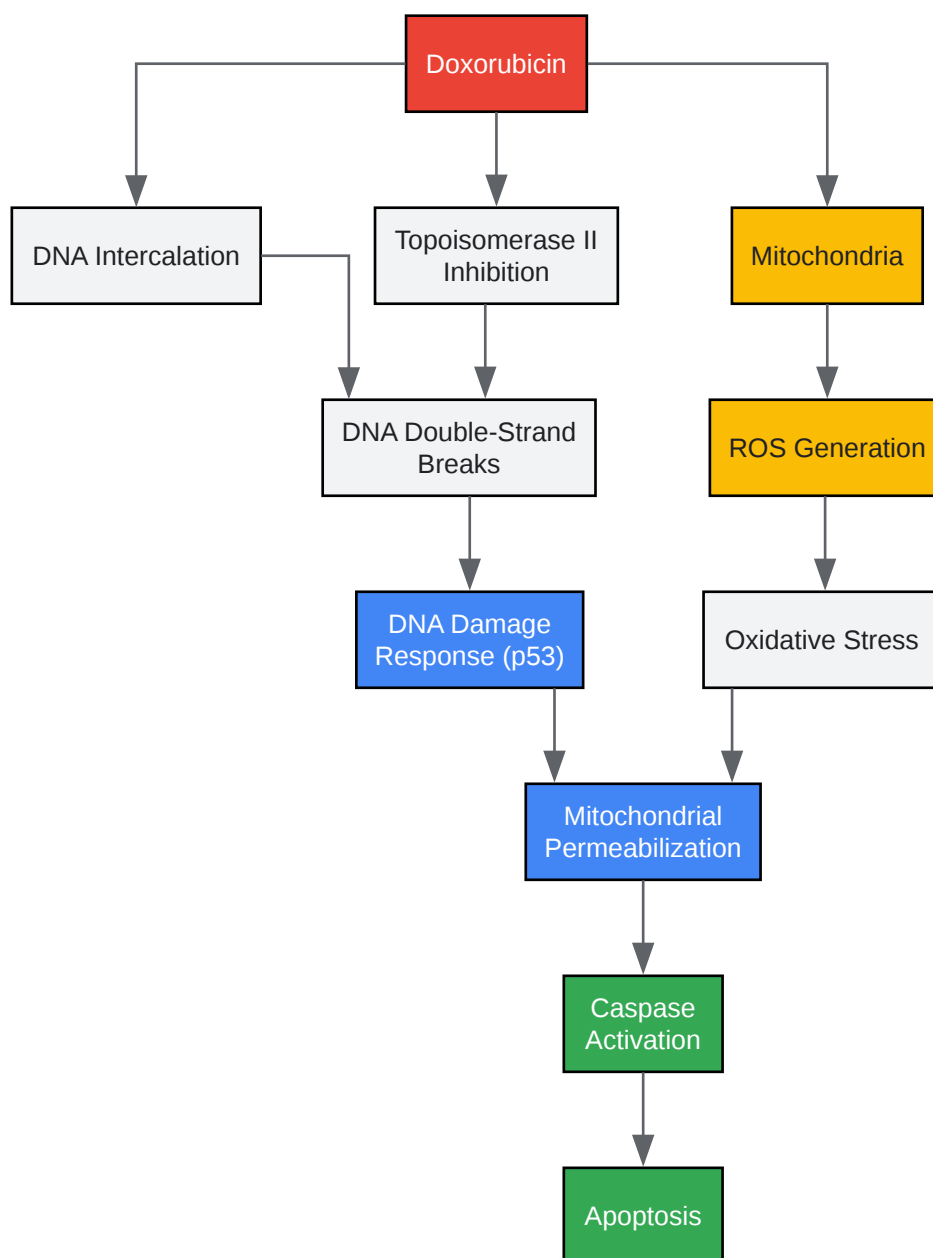 Doxorubicin
DNA Intercalation
Topoisomerase II
Inhibition
Mitochondria
DNA Double-Strand
Breaks
ROS Generation
DNA Damage
Response (p53)
Oxidative Stress
Mitochondrial
Permeabilization
Caspase
Activation
Apoptosis